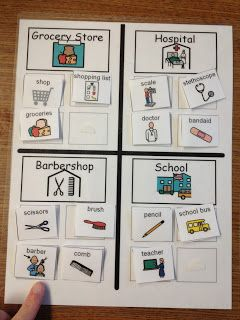 Grocery Store
shop
shopping list
groceries
Hospital
scale
stethoscope
doctor
bandaid
Barbershop
scissors
brush
barber
comb
School
pencil
school bus
teacher